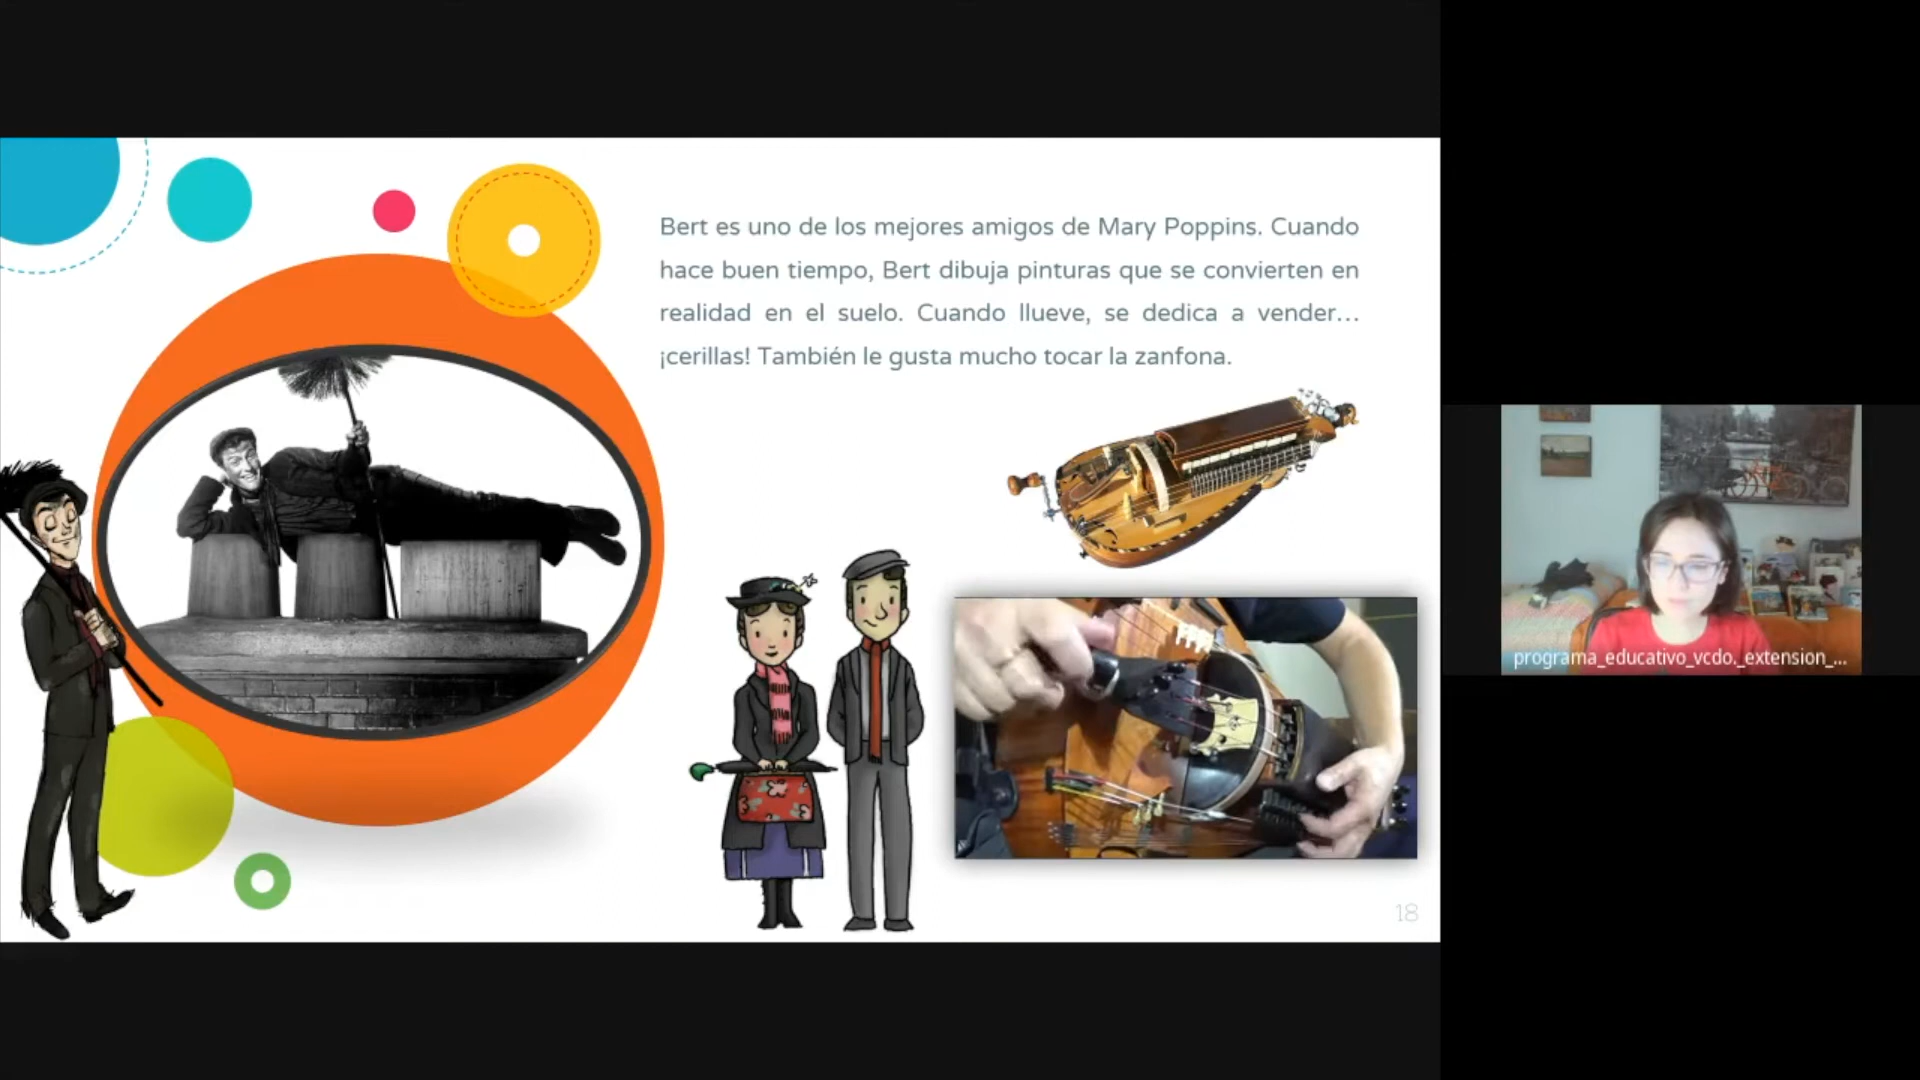 Bert es uno de los mejores amigos de Mary Poppins. Cuando
hace buen tiempo, Bert dibuja pinturas que se convierten en
realidad en el suelo. Cuando llueve, se dedica a vender...
¡cerillas! También le gusta mucho tocar la zanfona.
programa_educativo_vcdo._extension_...
18